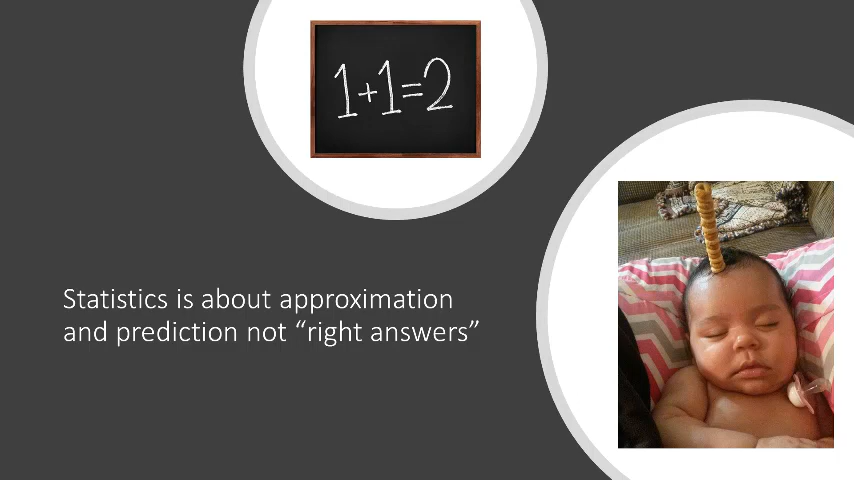 1+1=2
Statistics is about approximation
and prediction not “right answers”